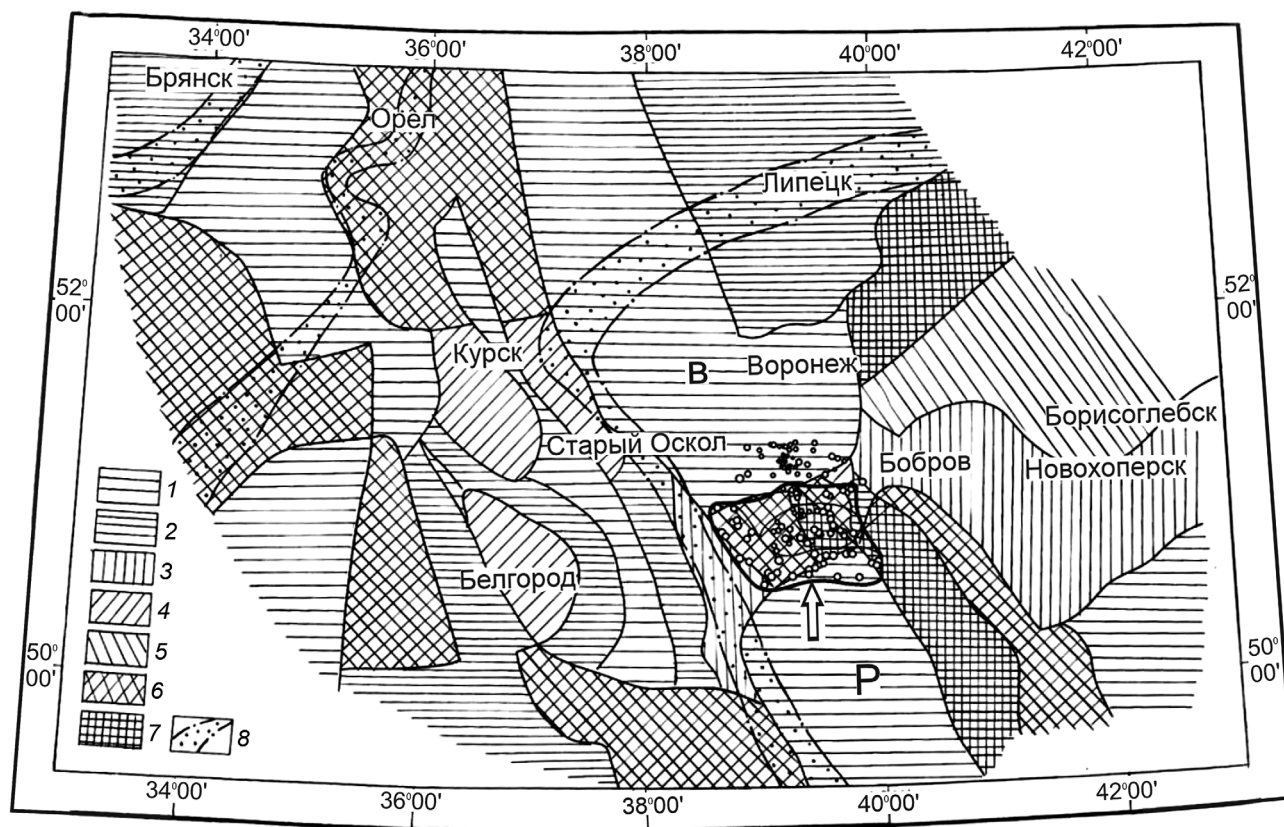 34°00' 36°00' 38°00' 40°00' 42°00'
Брянск
Орел
Липецк
52°
00'
52°
00'
Курск
В
Воронеж
Борисоглебск
Старый Оскол
Бобров
Новохоперск
1
2
3
4
5
6
7
8
Белгород
50°
00'
50°
00'
Р
34°00' 36°00' 38°00' 40°00' 42°00'